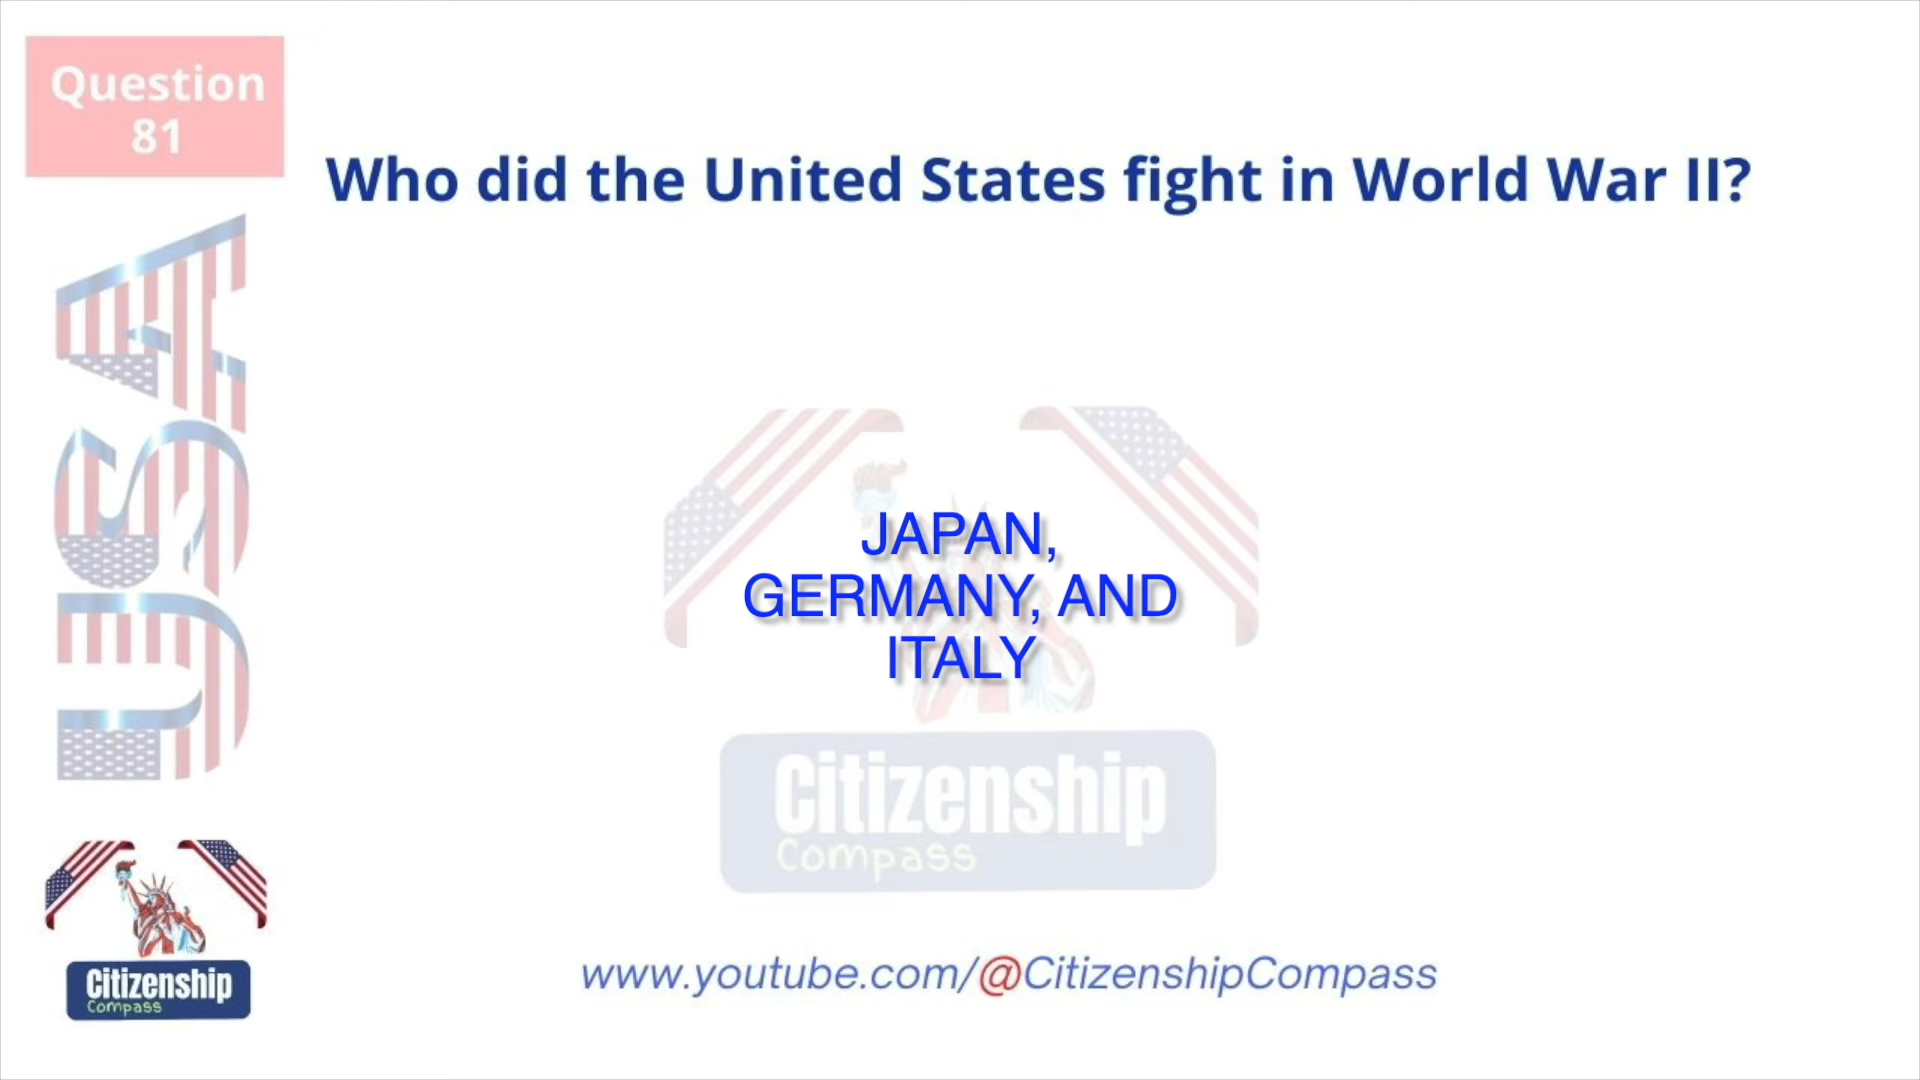 Question
81
Who did the United States fight in World War II?
USA
JAPAN,
GERMANY, AND
ITALY
Citizenship
Compass
Citizenship
Compass
www.youtube.com/@CitizenshipCompass